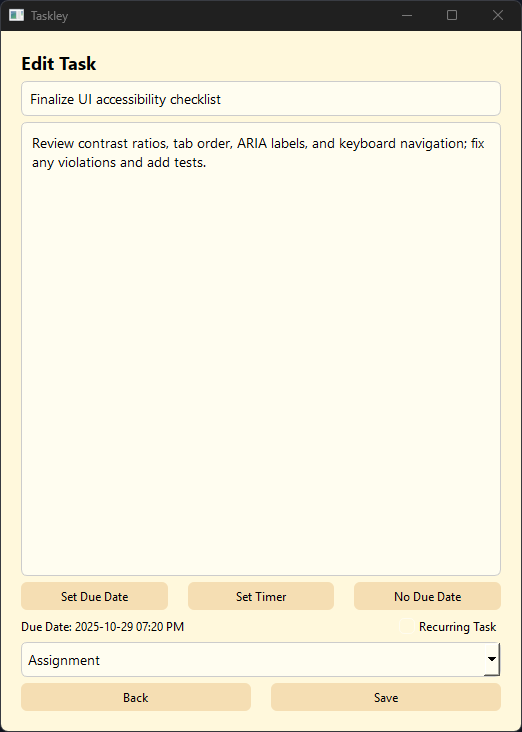 Taskley
Edit Task
Finalize UI accessibility checklist
Review contrast ratios, tab order, ARIA labels, and keyboard navigation; fix
any violations and add tests.
Set Due Date
Set Timer
No Due Date
Due Date: 2025-10-29 07:20 PM
Recurring Task
Assignment
Back
Save